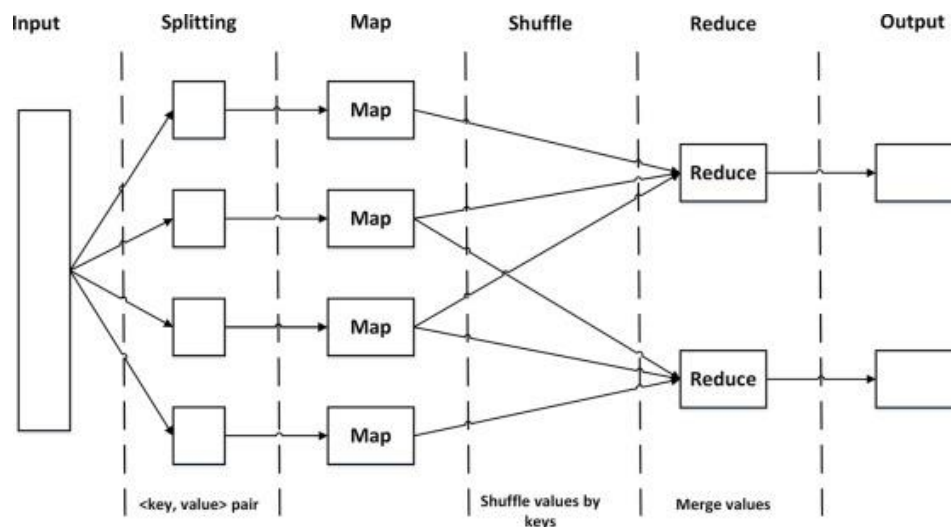 Input
Splitting
Map
Shuffle
Reduce
Output
Map
Map
Reduce
Map
Reduce
Map
<key, value> pair
Shuffle values by
keys
Merge values